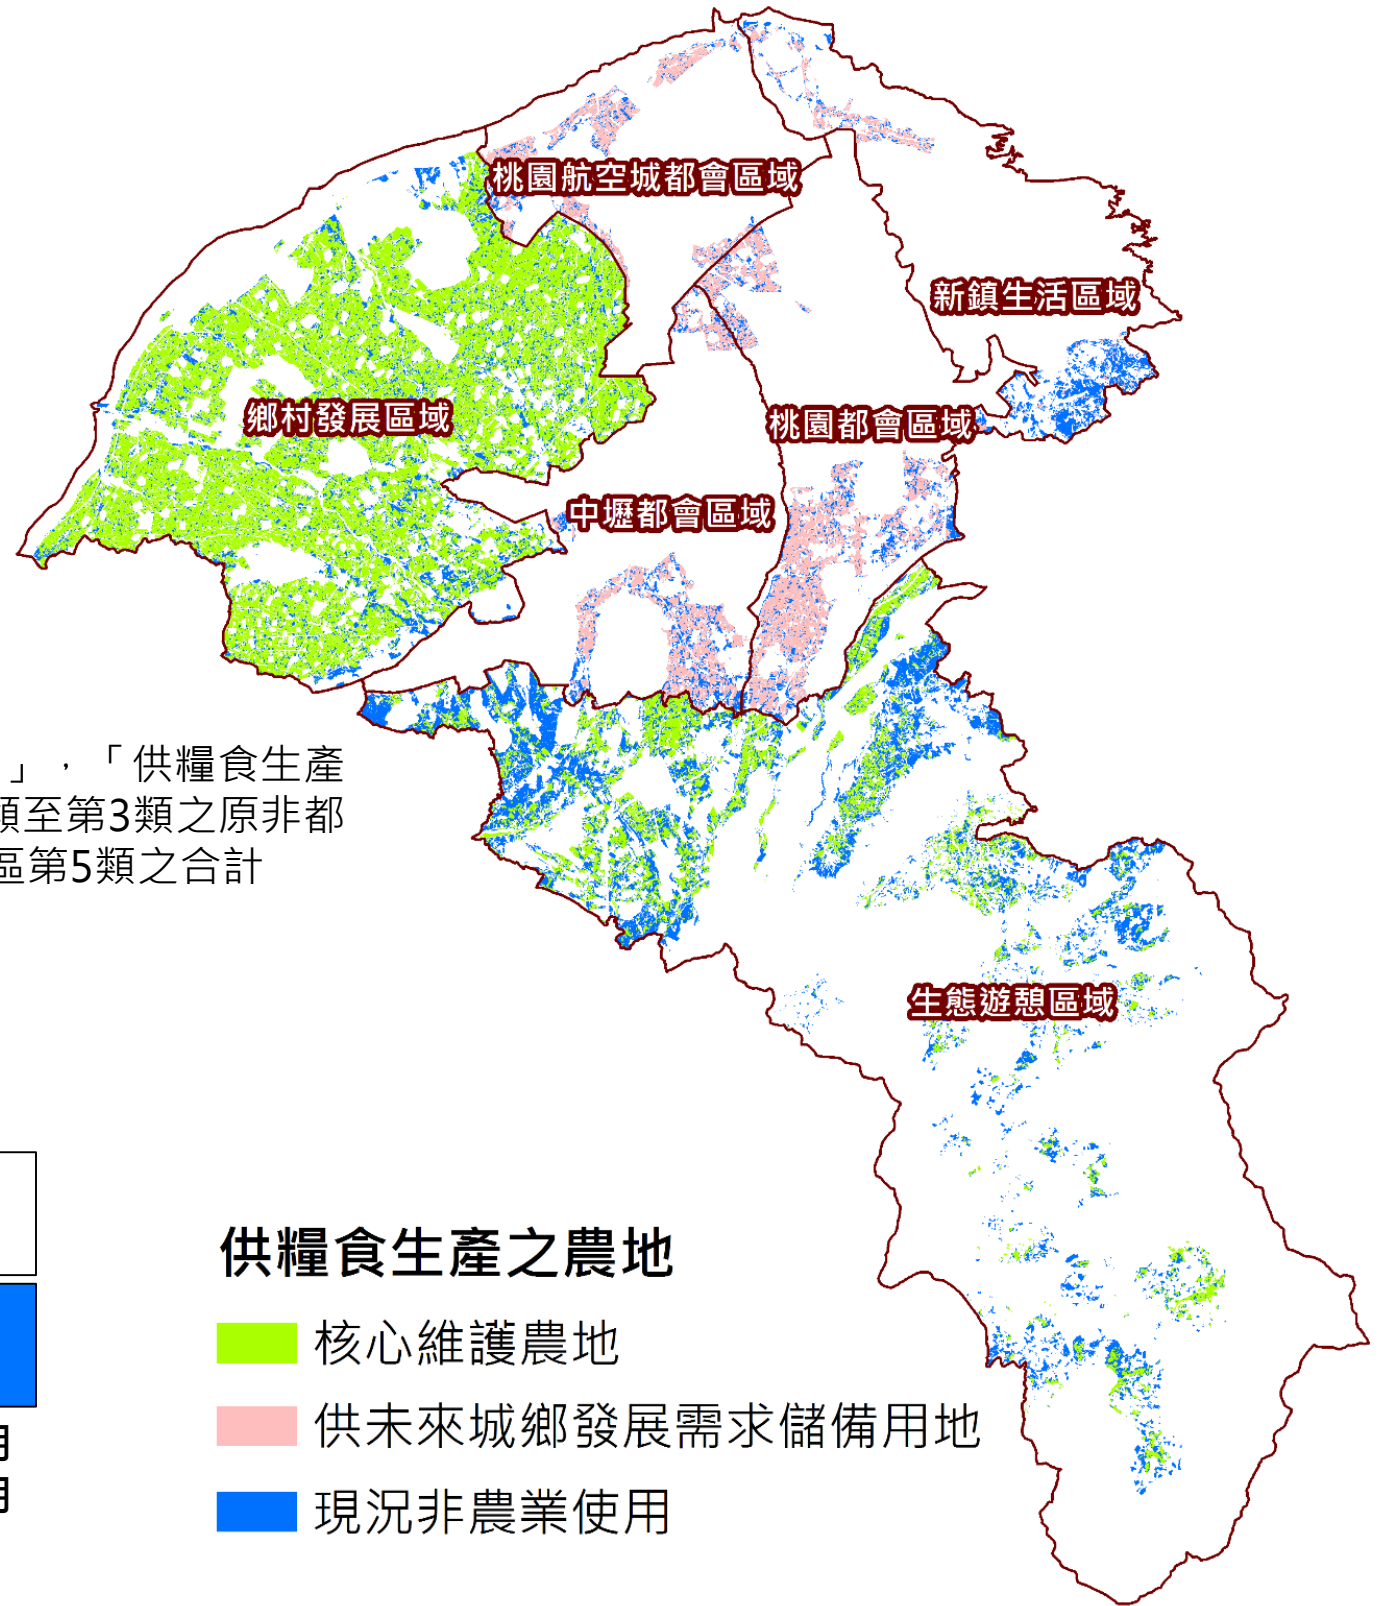 桃園航空城都會區域
新鎮生活區域
鄉村發展區域
桃園都會區域
中壢都會區域
」，「供糧食生產
類至第3類之原非都
區第5類之合計
生態遊憩區域
供糧食生產之農地
核心維護農地
供未來城鄉發展需求儲備用地
用
用
現況非農業使用